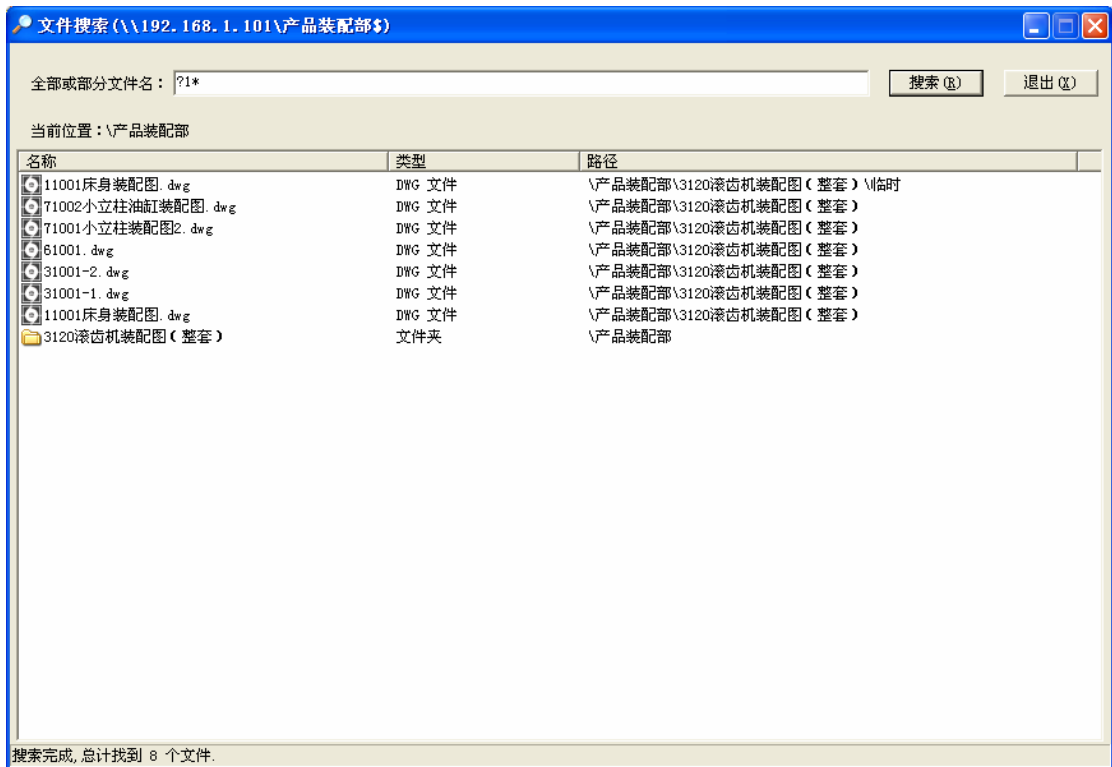 文件搜索(\\192.168.1.101\产品装配部$)
全部或部分文件名： ?1* 搜索(R) 退出(X)
当前位置：\产品装配部
名称 类型 路径
11001床身装配图.dwg DWG 文件 \产品装配部\3120滚齿机装配图（整套）\临时
71002小立柱油缸装配图.dwg DWG 文件 \产品装配部\3120滚齿机装配图（整套）
71001小立柱装配图2.dwg DWG 文件 \产品装配部\3120滚齿机装配图（整套）
61001.dwg DWG 文件 \产品装配部\3120滚齿机装配图（整套）
31001-2.dwg DWG 文件 \产品装配部\3120滚齿机装配图（整套）
31001-1.dwg DWG 文件 \产品装配部\3120滚齿机装配图（整套）
11001床身装配图.dwg DWG 文件 \产品装配部\3120滚齿机装配图（整套）
3120滚齿机装配图（整套） 文件夹 \产品装配部
搜索完成,总计找到 8 个文件.